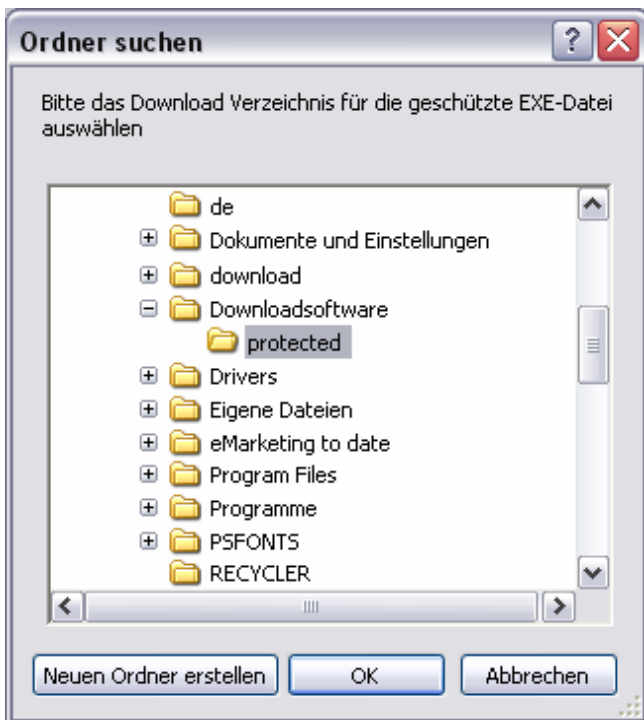 Ordner suchen
Bitte das Download Verzeichnis für die geschützte EXE-Datei
auswählen
de
Dokumente und Einstellungen
download
Downloadsoftware
protected
Drivers
Eigene Dateien
eMarketing to date
Program Files
Programme
PSFONTS
RECYCLER
Neuen Ordner erstellen OK Abbrechen